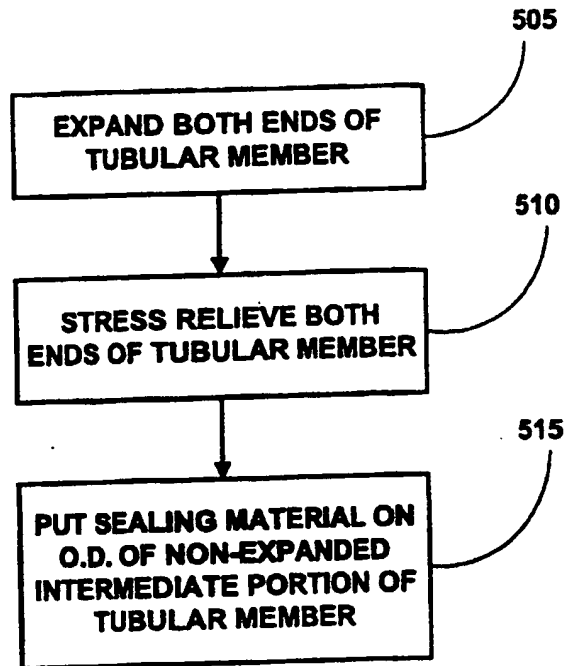 505
EXPAND BOTH ENDS OF
TUBULAR MEMBER
510
STRESS RELIEVE BOTH
ENDS OF TUBULAR MEMBER
515
PUT SEALING MATERIAL ON
O.D. OF NON-EXPANDED
INTERMEDIATE PORTION OF
TUBULAR MEMBER